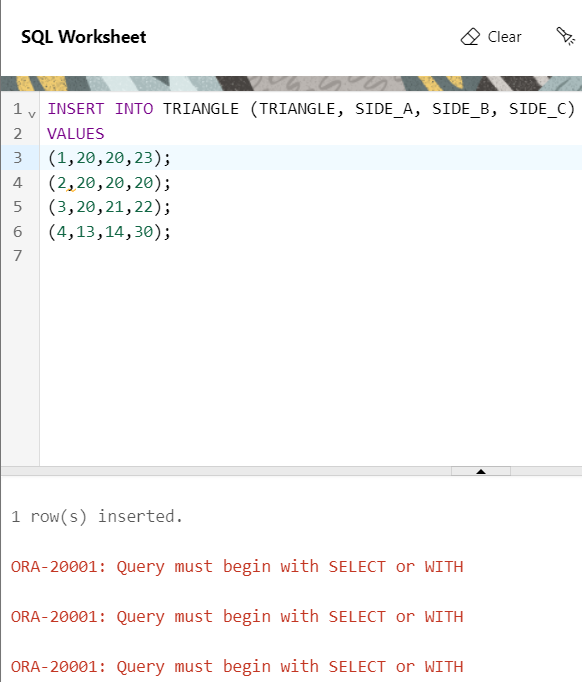 SQL Worksheet
Clear
1 INSERT INTO TRIANGLE (TRIANGLE, SIDE_A, SIDE_B, SIDE_C)
2 VALUES
3 (1,20,20,23);
4 (2,20,20,20);
5 (3,20,21,22);
6 (4,13,14,30);
7
1 row(s) inserted.
ORA-20001: Query must begin with SELECT or WITH
ORA-20001: Query must begin with SELECT or WITH
ORA-20001: Query must begin with SELECT or WITH